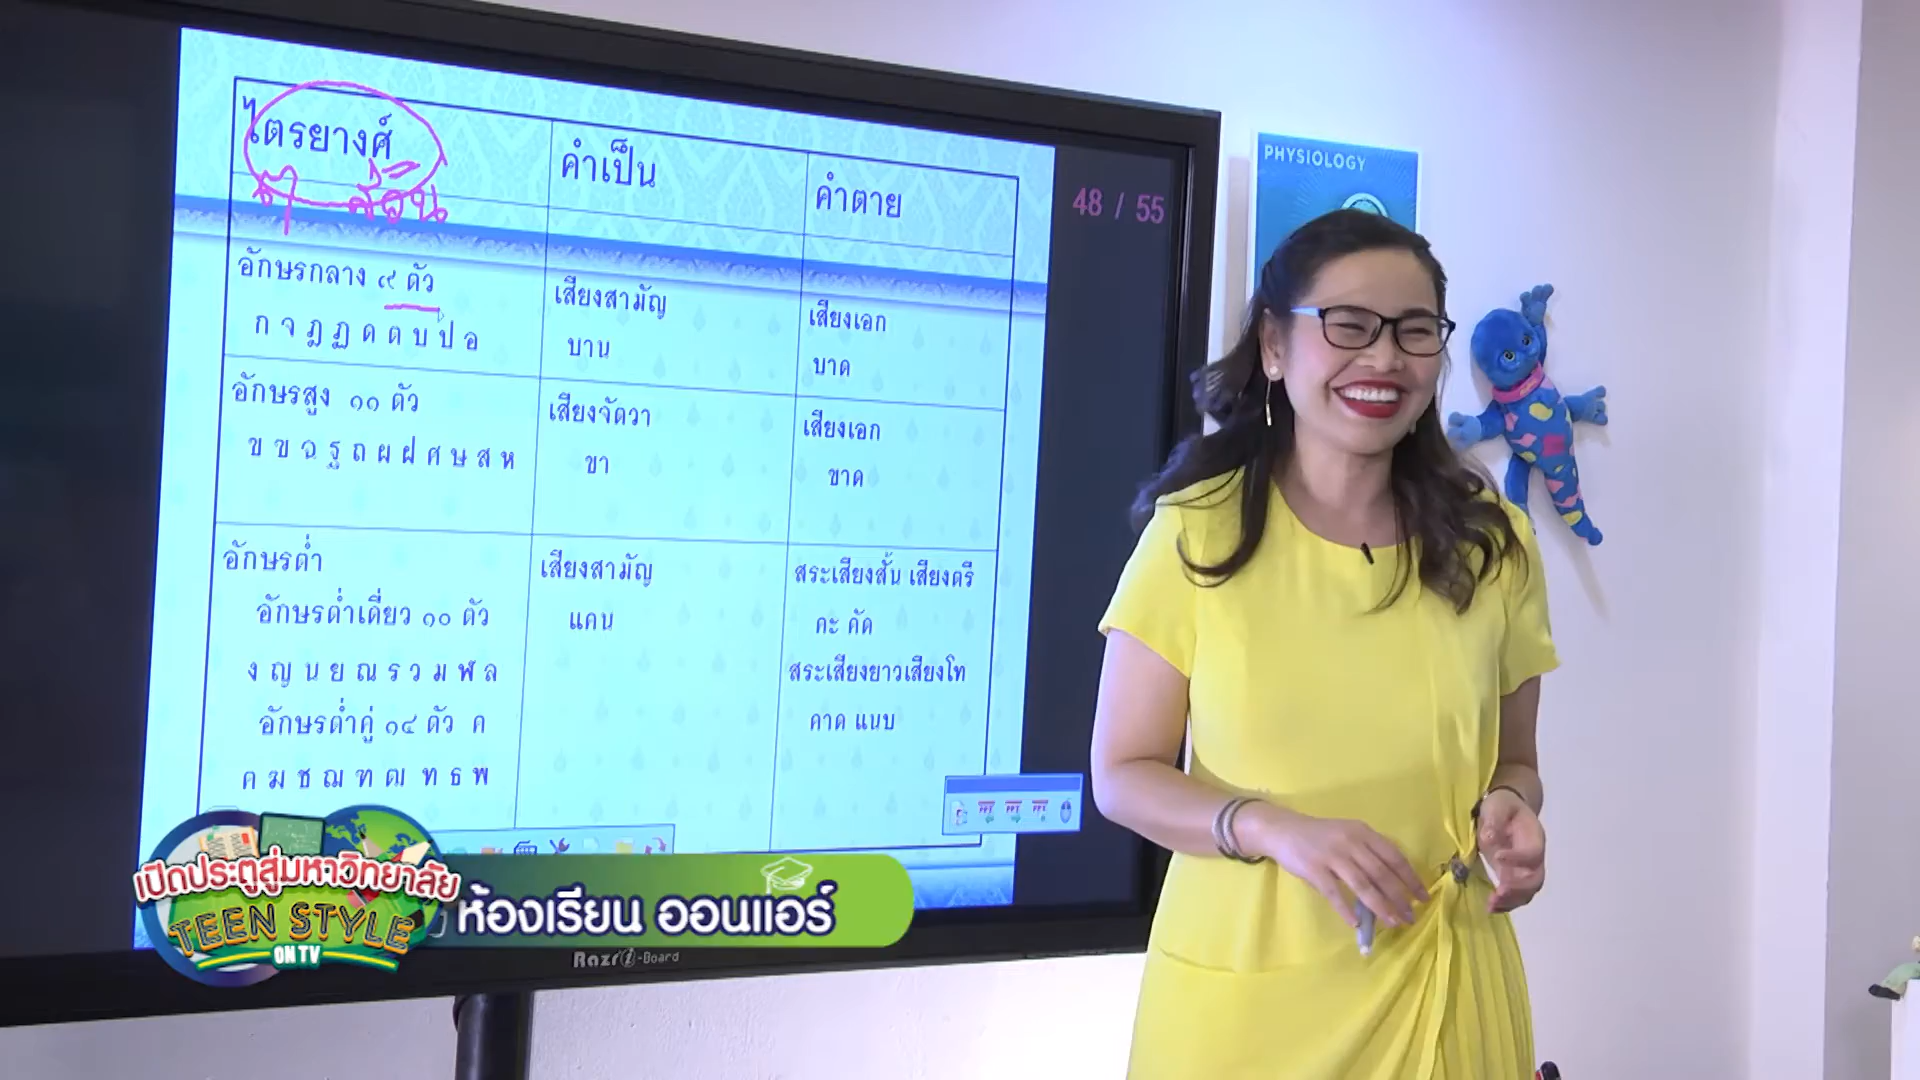 ไตรยางศ์
คำเป็น
คำตาย
อักษรกลาง ๙ ตัว
ก จ ฎ ฏ ด ต บ ป อ
เสียงสามัญ
บาน
เสียงเอก
บาด
อักษรสูง ๑๑ ตัว
ข ฃ ฉ ฐ ถ ผ ฝ ศ ษ ส ห
เสียงจัตวา
ขา
เสียงเอก
ขาด
อักษรต่ำ
อักษรต่ำเดี่ยว ๑๐ ตัว
ง ญ น ย ณ ร ว ม ฬ ล
อักษรต่ำคู่ ๑๔ ตัว ค
ฅ ฆ ช ฌ ฑ ฒ ท ธ พ
เสียงสามัญ
แคน
สระเสียงสั้น เสียงตรี
คะ คัด
สระเสียงยาวเสียงโท
คาด แนบ
48 / 55
PHYSIOLOGY
เปิดประตูสู่มหาวิทยาลัย
TEEN STYLE
ON TV
ห้องเรียน ออนแอร์
Razr i-Board